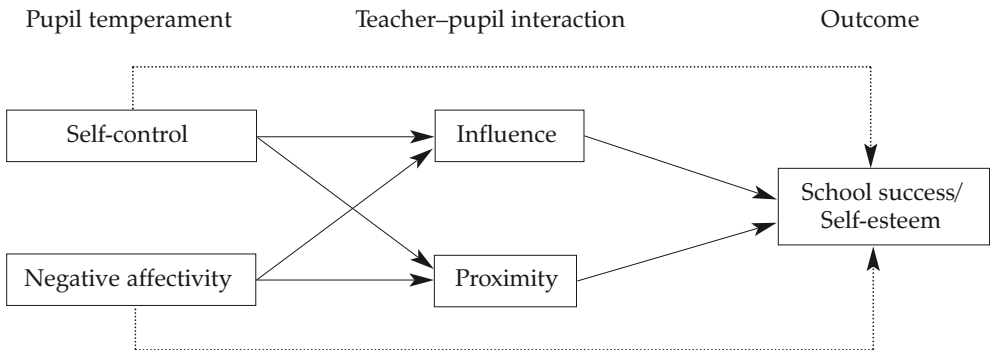 Pupil temperament
Teacher–pupil interaction
Outcome
Self-control
Influence
School success/
Self-esteem
Negative affectivity
Proximity